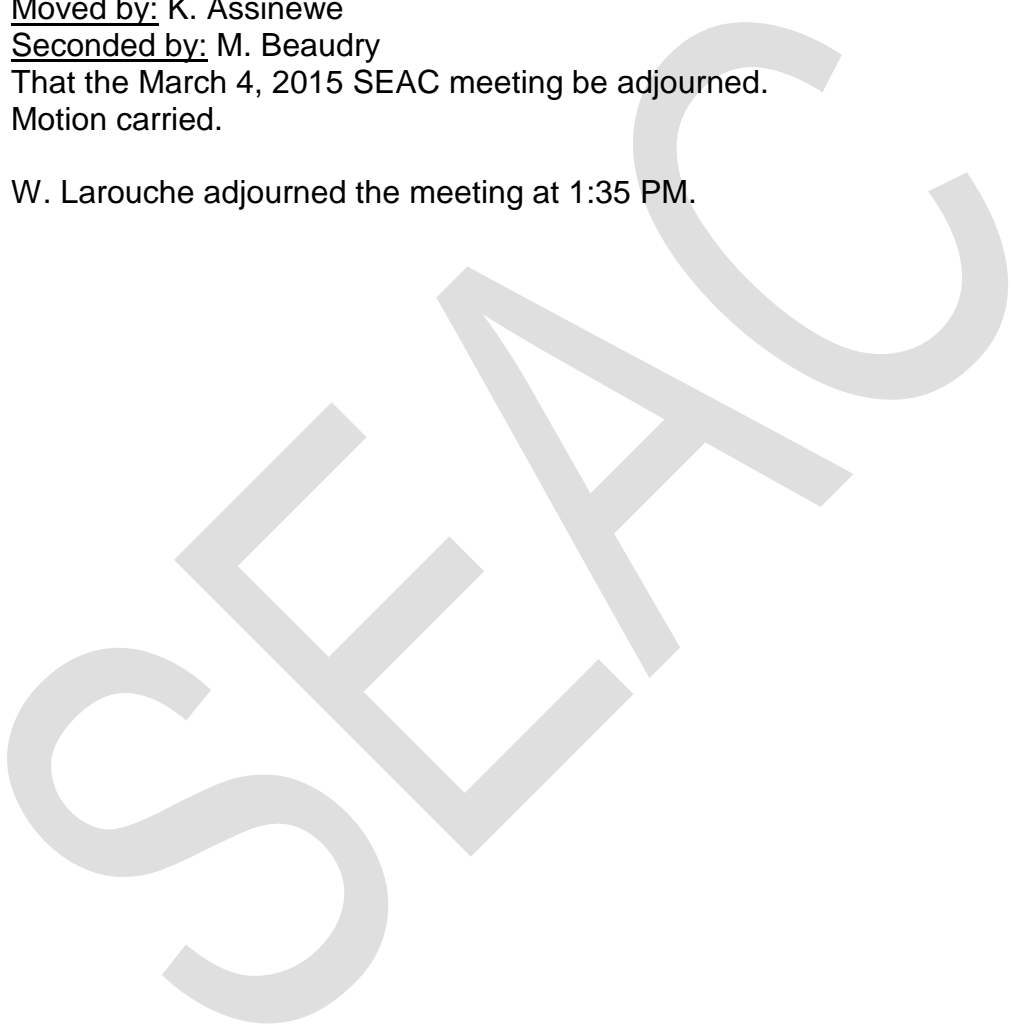 Moved by: K. Assinewe
Seconded by: M. Beaudry
That the March 4, 2015 SEAC meeting be adjourned.
Motion carried.
W. Larouche adjourned the meeting at 1:35 PM.
SEAC